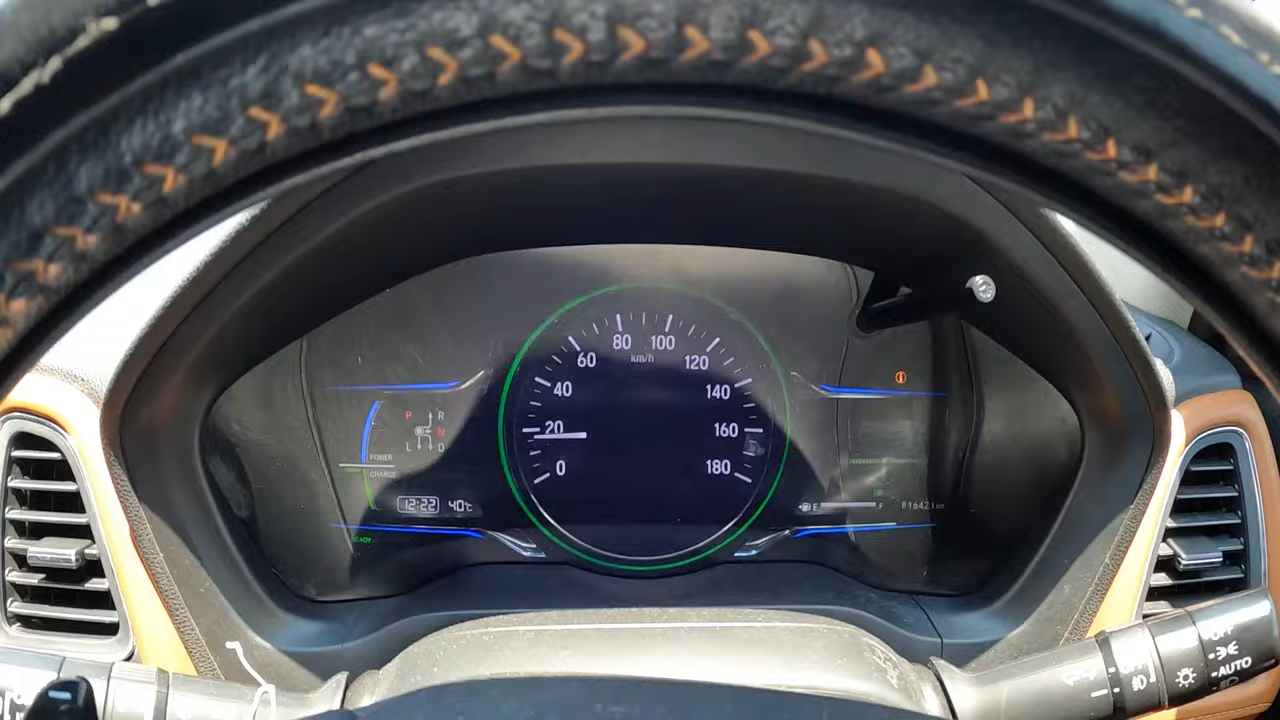 80 100
km/h
60 120
40 140
P R
20 N 160
L D
POWER
0 180
CHARGE
12:22 40℃
E F
READY
OFF
AUTO